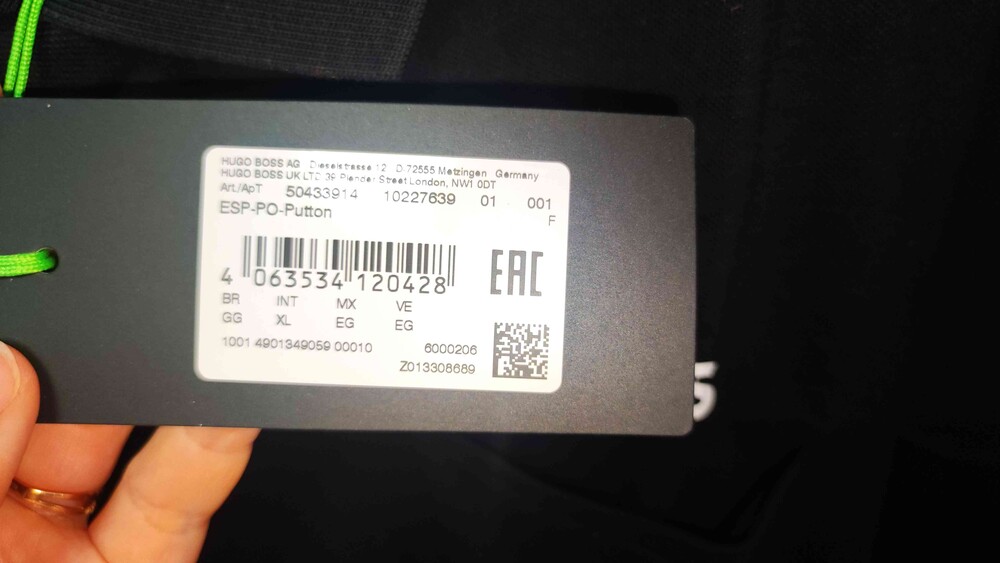 HUGO BOSS AG Dieselstrasse 12 D-72555 Metzingen Germany
HUGO BOSS UK LTD 39 Plender Street London, NW1 0DT
Art./АрТ 50433914 10227639 01 001
ESP-PO-Putton F
EAC
4 063534 120428
BR INT MX VE
GG XL EG EG
1001 4901349059 00010 6000206
Z013308689